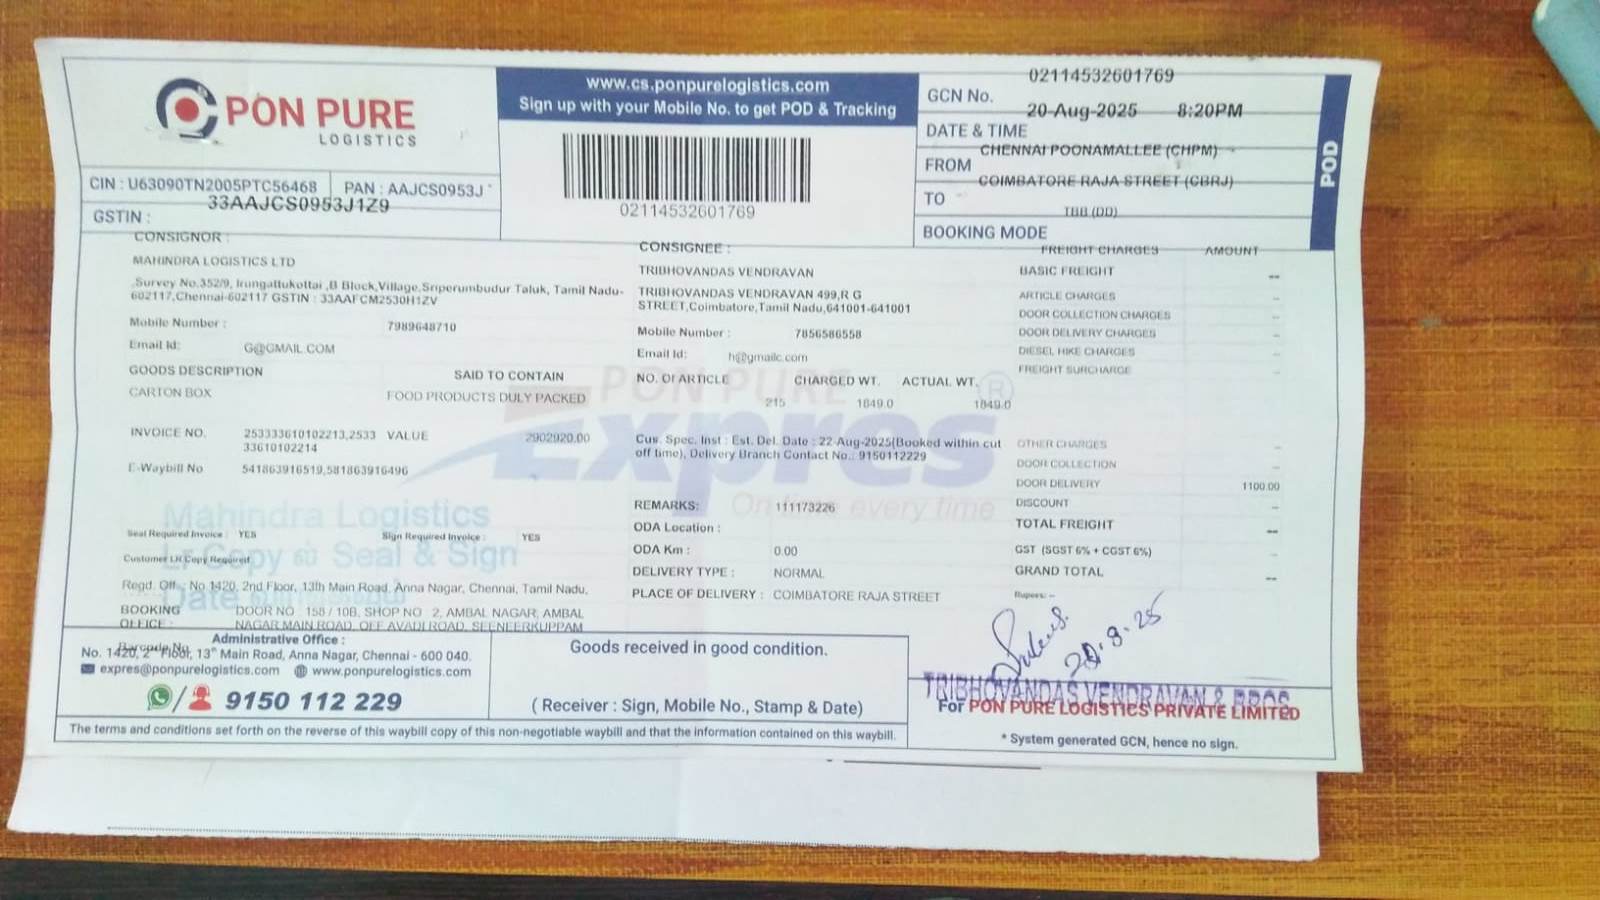 PON PURE
LOGISTICS
www.cs.ponpurelogistics.com
Sign up with your Mobile No. to get POD & Tracking
02114532601769
GCN No. 02114532601769
DATE & TIME 20-Aug-2025 8:20PM
FROM CHENNAI POONAMALLEE (CHPM)
TO COIMBATORE RAJA STREET (CBRJ)
BOOKING MODE TBB (DD)
POD
CIN : U63090TN2005PTC56468 PAN : AAJCS0953J
GSTIN : 33AAJCS0953J1Z9
CONSIGNOR :
MAHINDRA LOGISTICS LTD
,Survey No.352/9, Irungattukottai ,B Block,Village,Sriperumbudur Taluk, Tamil Nadu-
602117,Chennai-602117 GSTIN : 33AAFCM2530H1ZV
Mobile Number : 7989648710
Email Id: G@GMAIL.COM
GOODS DESCRIPTION SAID TO CONTAIN
CARTON BOX FOOD PRODUCTS DULY PACKED
INVOICE NO. 253333610102213,2533 VALUE 2902920.00
33610102214
E-Waybill No 541863916519,581863916496
Mahindra Logistics
Seal Required Invoice : YES Sign Required Invoice : YES
Lr Copy ல் Seal & Sign
Customer LR Copy Required
Date
Regd. Off : No 1420, 2nd Floor, 13th Main Road, Anna Nagar, Chennai, Tamil Nadu,
BOOKING OFFICE : DOOR NO : 158 / 10B, SHOP NO : 2, AMBAL NAGAR, AMBAL
NAGAR MAIN ROAD, OFF AVADI ROAD, SEENEERKUPPAM
Barcode No
CONSIGNEE :
TRIBHOVANDAS VENDRAVAN
TRIBHOVANDAS VENDRAVAN 499,R G
STREET,Coimbatore,Tamil Nadu,641001-641001
Mobile Number : 7856586558
Email Id: h@gmailc.com
NO. Of ARTICLE CHARGED WT. ACTUAL WT.
215 1849.0 1849.0
PON PURE
Expres ®
On time every time
Cus. Spec. Inst : Est. Del. Date : 22-Aug-2025(Booked within cut
off time), Delivery Branch Contact No.: 9150112229
REMARKS: 111173226
ODA Location :
ODA Km : 0.00
DELIVERY TYPE : NORMAL
PLACE OF DELIVERY : COIMBATORE RAJA STREET
FREIGHT CHARGES AMOUNT
BASIC FREIGHT --
ARTICLE CHARGES -
DOOR COLLECTION CHARGES -
DOOR DELIVERY CHARGES -
DIESEL HIKE CHARGES -
FREIGHT SURCHARGE -
OTHER CHARGES -
DOOR COLLECTION -
DOOR DELIVERY 1100.00
DISCOUNT -
TOTAL FREIGHT --
GST (SGST 6% + CGST 6%) -
GRAND TOTAL --
Rupees: --
Administrative Office :
No. 1420, 2nd Floor, 13th Main Road, Anna Nagar, Chennai - 600 040.
expres@ponpurelogistics.com www.ponpurelogistics.com
9150 112 229
Goods received in good condition.
( Receiver : Sign, Mobile No., Stamp & Date)
TRIBHOVANDAS VENDRAVAN & BROS
For PON PURE LOGISTICS PRIVATE LIMITED
* System generated GCN, hence no sign.
The terms and conditions set forth on the reverse of this waybill copy of this non-negotiable waybill and that the information contained on this waybill.